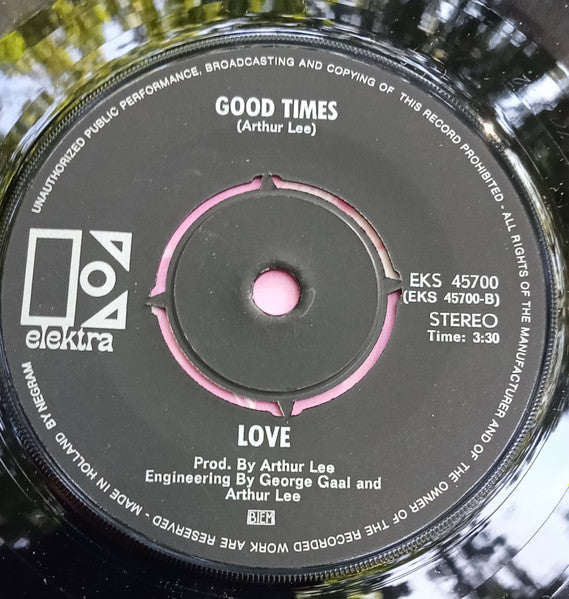 UNAUTHORIZED PUBLIC PERFORMANCE, BROADCASTING AND COPYING OF THIS RECORD PROHIBITED - ALL RIGHTS OF THE MANUFACTURER AND OF THE OWNER OF THE RECORDED WORK ARE RESERVED - MADE IN HOLLAND BY NEGRAM
GOOD TIMES
(Arthur Lee)
elektra
EKS 45700
(EKS 45700-B)
STEREO
Time: 3:30
LOVE
Prod. By Arthur Lee
Engineering By George Gaal and
Arthur Lee
BIEM